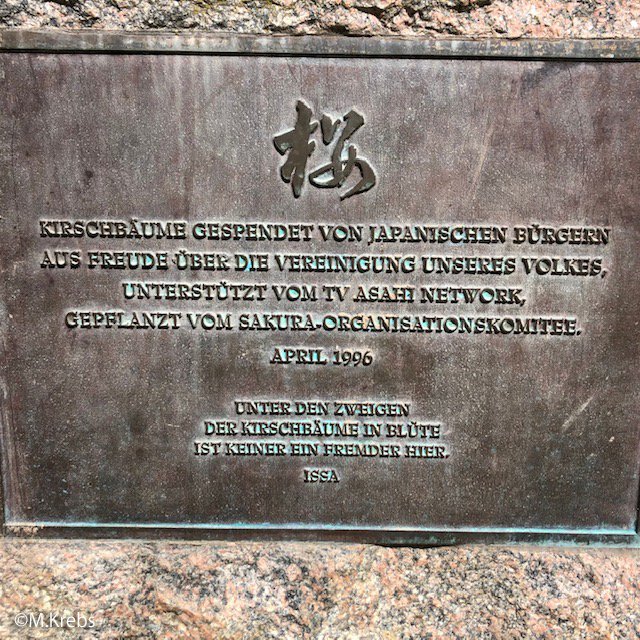 桜
KIRSCHBÄUME GESPENDET VON JAPANISCHEN BÜRGERN
AUS FREUDE ÜBER DIE VEREINIGUNG UNSERES VOLKES,
UNTERSTÜTZT VOM TV ASAHI NETWORK,
GEPFLANZT VOM SAKURA-ORGANISATIONSKOMITEE.
APRIL 1996
UNTER DEN ZWEIGEN
DER KIRSCHBÄUME IN BLÜTE
IST KEINER EIN FREMDER HIER.
ISSA
©M.Krebs